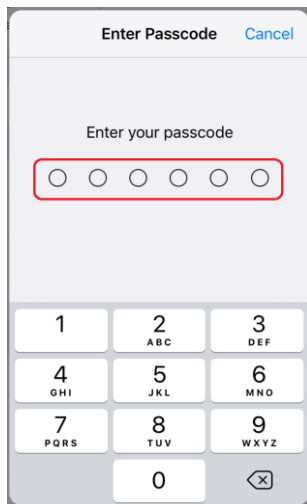 Enter Passcode Cancel
Enter your passcode
1 2 3
ABC DEF
4 5 6
GHI JKL MNO
7 8 9
PQRS TUV WXYZ
0